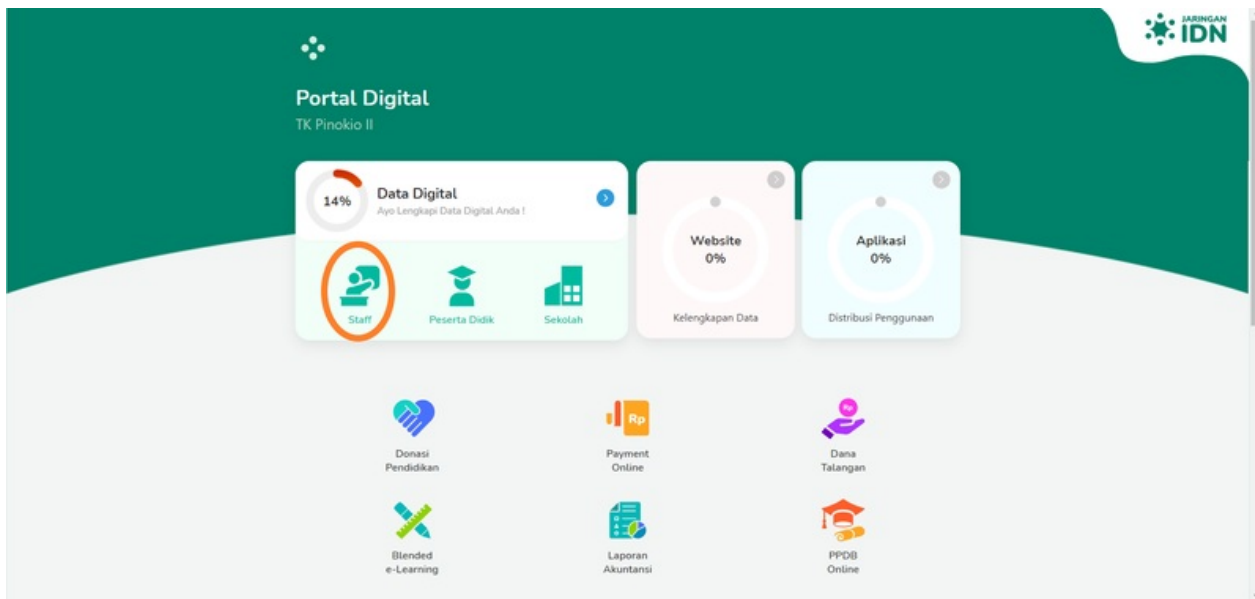 JARINGAN
IDN
Portal Digital
TK Pinokio II
14%
Data Digital
Ayo Lengkapi Data Digital Anda !
Staff
Peserta Didik
Sekolah
Website
0%
Kelengkapan Data
Aplikasi
0%
Distribusi Penggunaan
Donasi
Pendidikan
Rp
Payment
Online
Rp
Dana
Talangan
Blended
e-Learning
Laporan
Akuntansi
PPDB
Online